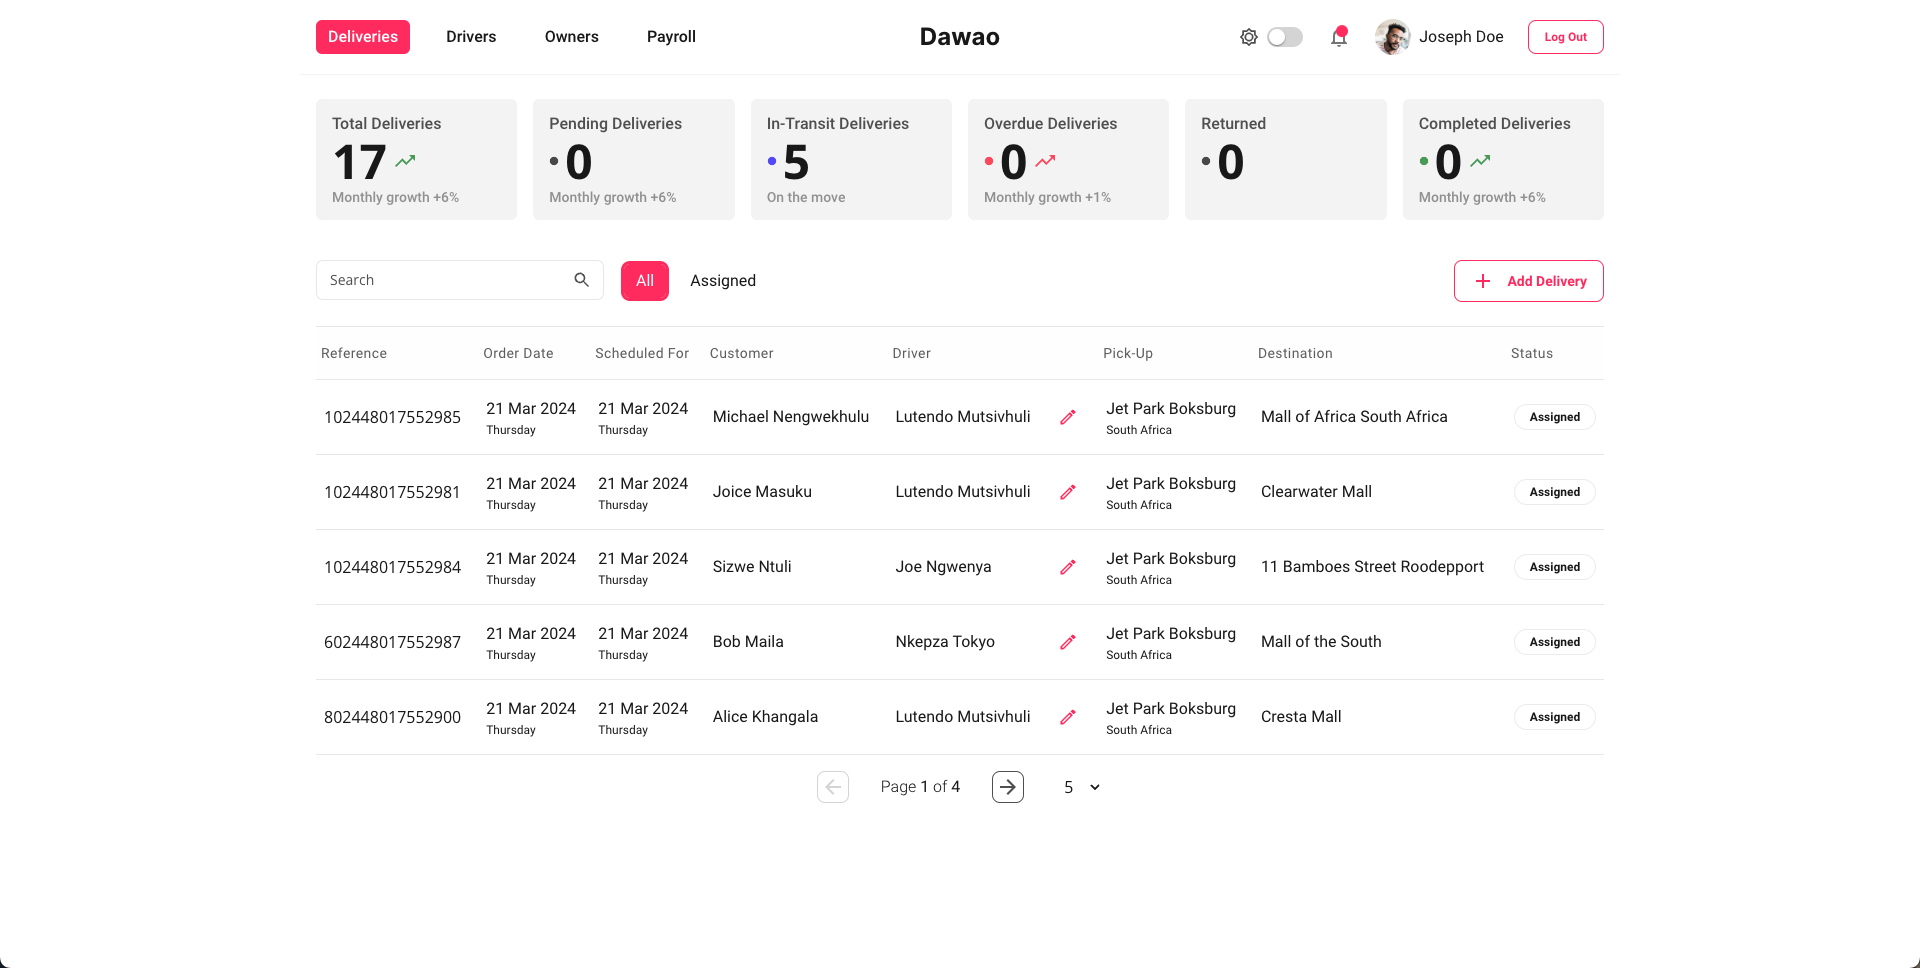 Deliveries Drivers Owners Payroll Dawao Joseph Doe Log Out
Total Deliveries
17
Monthly growth +6%
Pending Deliveries
0
Monthly growth +6%
In-Transit Deliveries
5
On the move
Overdue Deliveries
0
Monthly growth +1%
Returned
0
Completed Deliveries
0
Monthly growth +6%
Search All Assigned Add Delivery
Reference Order Date Scheduled For Customer Driver Pick-Up Destination Status
102448017552985 21 Mar 2024 21 Mar 2024 Michael Nengwekhulu Lutendo Mutsivhuli Jet Park Boksburg Mall of Africa South Africa Assigned
Thursday Thursday South Africa
102448017552981 21 Mar 2024 21 Mar 2024 Joice Masuku Lutendo Mutsivhuli Jet Park Boksburg Clearwater Mall Assigned
Thursday Thursday South Africa
102448017552984 21 Mar 2024 21 Mar 2024 Sizwe Ntuli Joe Ngwenya Jet Park Boksburg 11 Bamboes Street Roodepport Assigned
Thursday Thursday South Africa
602448017552987 21 Mar 2024 21 Mar 2024 Bob Maila Nkepza Tokyo Jet Park Boksburg Mall of the South Assigned
Thursday Thursday South Africa
802448017552900 21 Mar 2024 21 Mar 2024 Alice Khangala Lutendo Mutsivhuli Jet Park Boksburg Cresta Mall Assigned
Thursday Thursday South Africa
Page 1 of 4 5